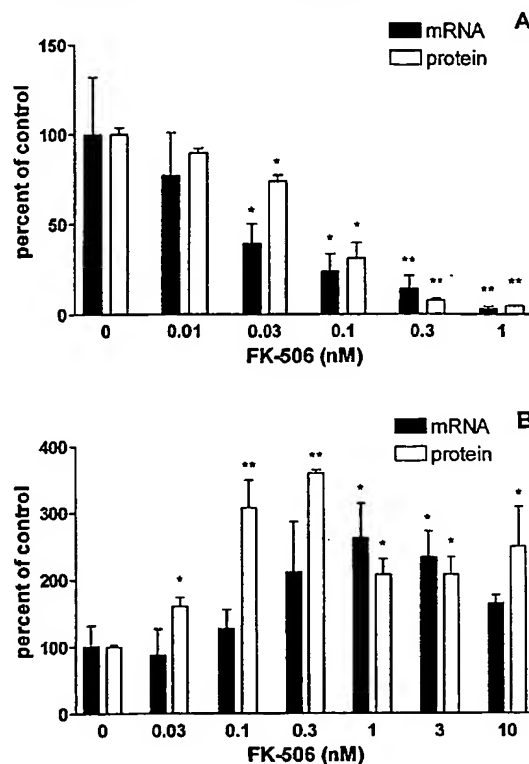 A
mRNA
protein
150
100
50
0
percent of control
*
*
*
*
**
**
**
**
0 0.01 0.03 0.1 0.3 1
FK-506 (nM)
B
mRNA
protein
400
300
200
100
0
percent of control
*
**
**
*
*
*
*
*
0 0.03 0.1 0.3 1 3 10
FK-506 (nM)